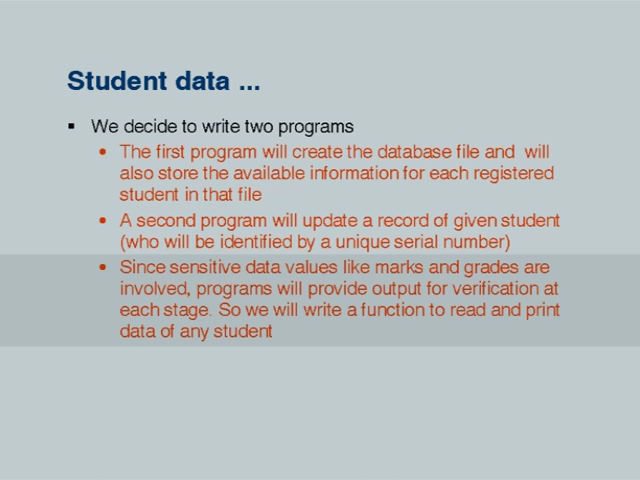 Student data ...
▪ We decide to write two programs
• The first program will create the database file and will
also store the available information for each registered
student in that file
• A second program will update a record of given student
(who will be identified by a unique serial number)
• Since sensitive data values like marks and grades are
involved, programs will provide output for verification at
each stage. So we will write a function to read and print
data of any student